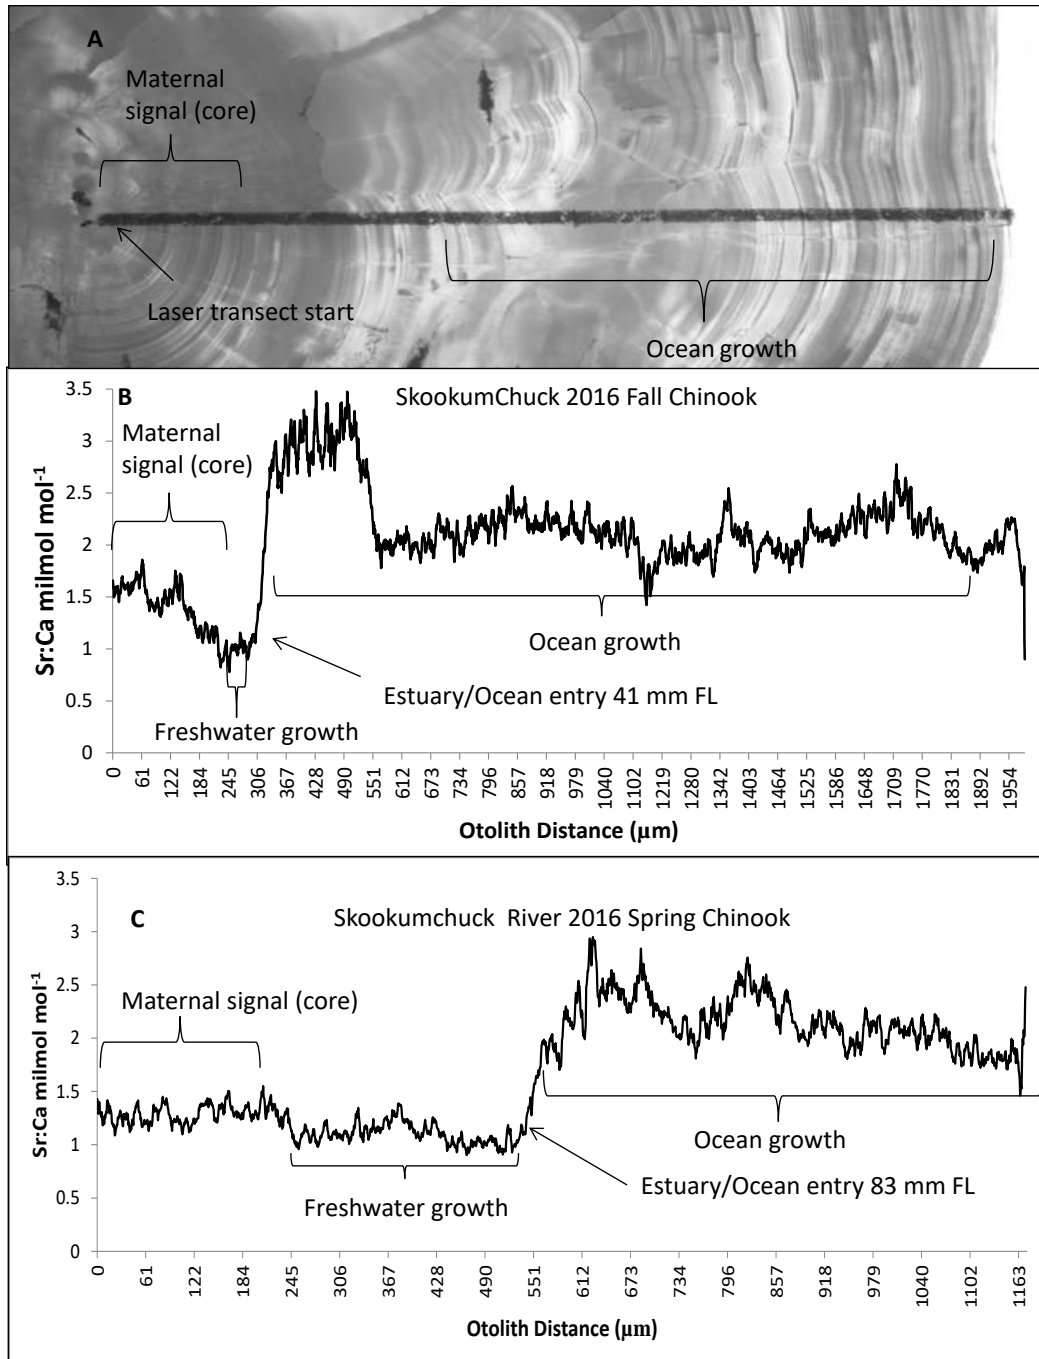 A
Maternal
signal (core)
Laser transect start
Ocean growth
B
SkookumChuck 2016 Fall Chinook
Maternal
signal (core)
Sr:Ca milmol mol-1
3.5
3
2.5
2
1.5
1
0.5
0
Ocean growth
Estuary/Ocean entry 41 mm FL
Freshwater growth
0 61 122 184 245 306 367 428 490 551 612 673 734 796 857 918 979 1040 1102 1219 1280 1342 1403 1464 1525 1586 1648 1709 1770 1831 1892 1954
Otolith Distance (μm)
C
Skookumchuck River 2016 Spring Chinook
Maternal signal (core)
Sr:Ca milmol mol-1
3.5
3
2.5
2
1.5
1
0.5
0
Ocean growth
Estuary/Ocean entry 83 mm FL
Freshwater growth
0 61 122 184 245 306 367 428 490 551 612 673 734 796 857 918 979 1040 1102 1163
Otolith Distance (μm)